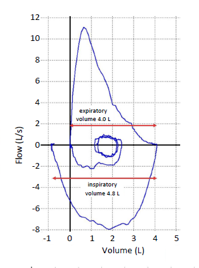 12
10
8
6
4
expiratory
volume 4.0 L
2
0
-2
inspiratory
volume 4.8 L
-4
-6
-8
-1 0 1 2 3 4 5
Flow (L/s)
Volume (L)